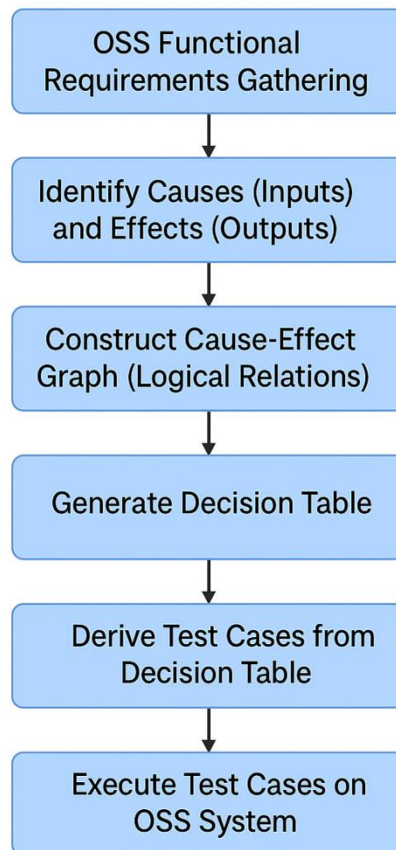 OSS Functional
Requirements Gathering
Identify Causes (Inputs)
and Effects (Outputs)
Construct Cause-Effect
Graph (Logical Relations)
Generate Decision Table
Derive Test Cases from
Decision Table
Execute Test Cases on
OSS System